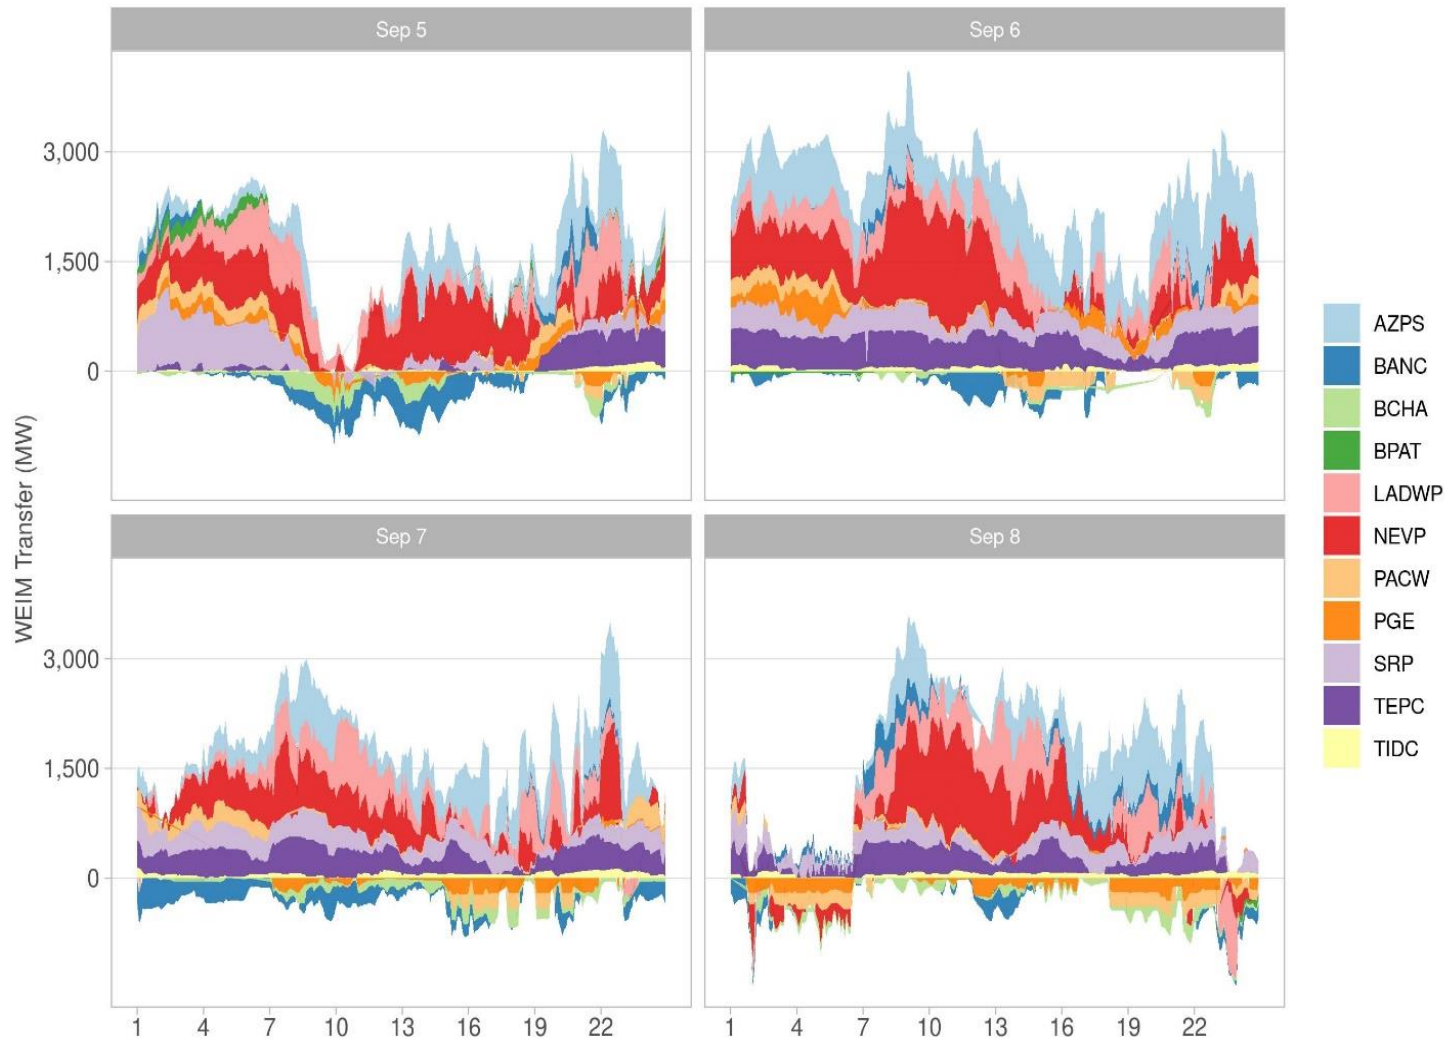 Sep 5
Sep 6
3,000
1,500
0
WEIM Transfer (MW)
Sep 7
Sep 8
3,000
1,500
0
1 4 7 10 13 16 19 22
1 4 7 10 13 16 19 22
AZPS
BANC
BCHA
BPAT
LADWP
NEVP
PACW
PGE
SRP
TEPC
TIDC